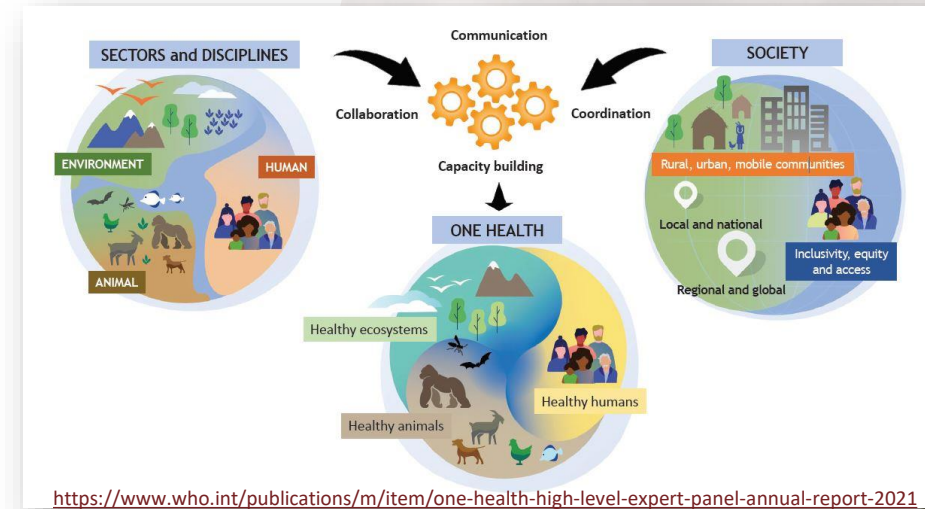 SECTORS and DISCIPLINES
ENVIRONMENT
HUMAN
ANIMAL
Communication
Collaboration
Coordination
Capacity building
SOCIETY
Rural, urban, mobile communities
Local and national
Inclusivity, equity
and access
Regional and global
ONE HEALTH
Healthy ecosystems
Healthy humans
Healthy animals
https://www.who.int/publications/m/item/one-health-high-level-expert-panel-annual-report-2021